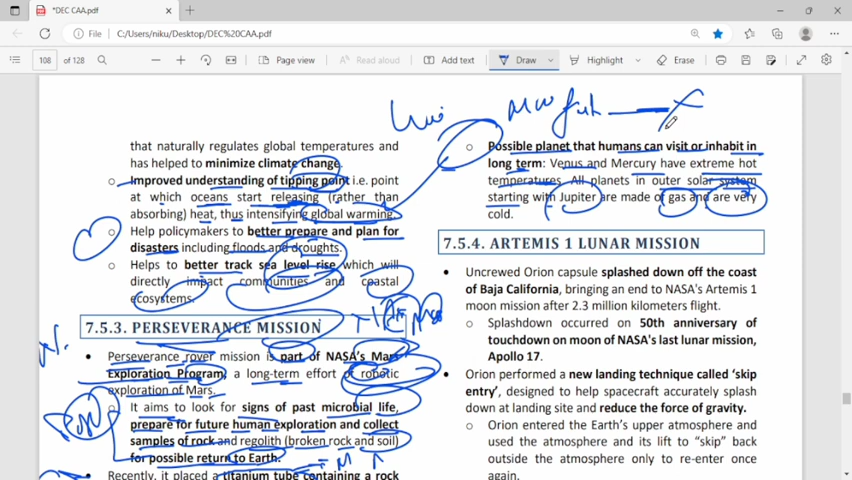 *DEC CAA.pdf
File
C:/Users/niku/Desktop/DEC%20CAA.pdf
108 of 128
Page view
Read aloud
Add text
Draw
Highlight
Erase
that naturally regulates global temperatures and
has helped to minimize climate change.
Improved understanding of tipping point i.e. point
at which oceans start releasing (rather than
absorbing) heat, thus intensifying global warming.
Help policymakers to better prepare and plan for
disasters including floods and droughts.
Helps to better track sea level rise which will
directly impact communities and coastal
ecosystems.
7.5.3. PERSEVERANCE MISSION
Perseverance rover mission is part of NASA's Mars
Exploration Program, a long-term effort of robotic
exploration of Mars.
It aims to look for signs of past microbial life,
prepare for future human exploration and collect
samples of rock and regolith (broken rock and soil)
for possible return to Earth.
Recently, it placed a titanium tube containing a rock
Possible planet that humans can visit or inhabit in
long term: Venus and Mercury have extreme hot
temperatures. All planets in outer solar system
starting with Jupiter are made of gas and are very
cold.
7.5.4. ARTEMIS 1 LUNAR MISSION
Uncrewed Orion capsule splashed down off the coast
of Baja California, bringing an end to NASA's Artemis 1
moon mission after 2.3 million kilometers flight.
Splashdown occurred on 50th anniversary of
touchdown on moon of NASA's last lunar mission,
Apollo 17.
Orion performed a new landing technique called 'skip
entry', designed to help spacecraft accurately splash
down at landing site and reduce the force of gravity.
Orion entered the Earth's upper atmosphere and
used the atmosphere and its lift to "skip" back
outside the atmosphere only to re-enter once
again.